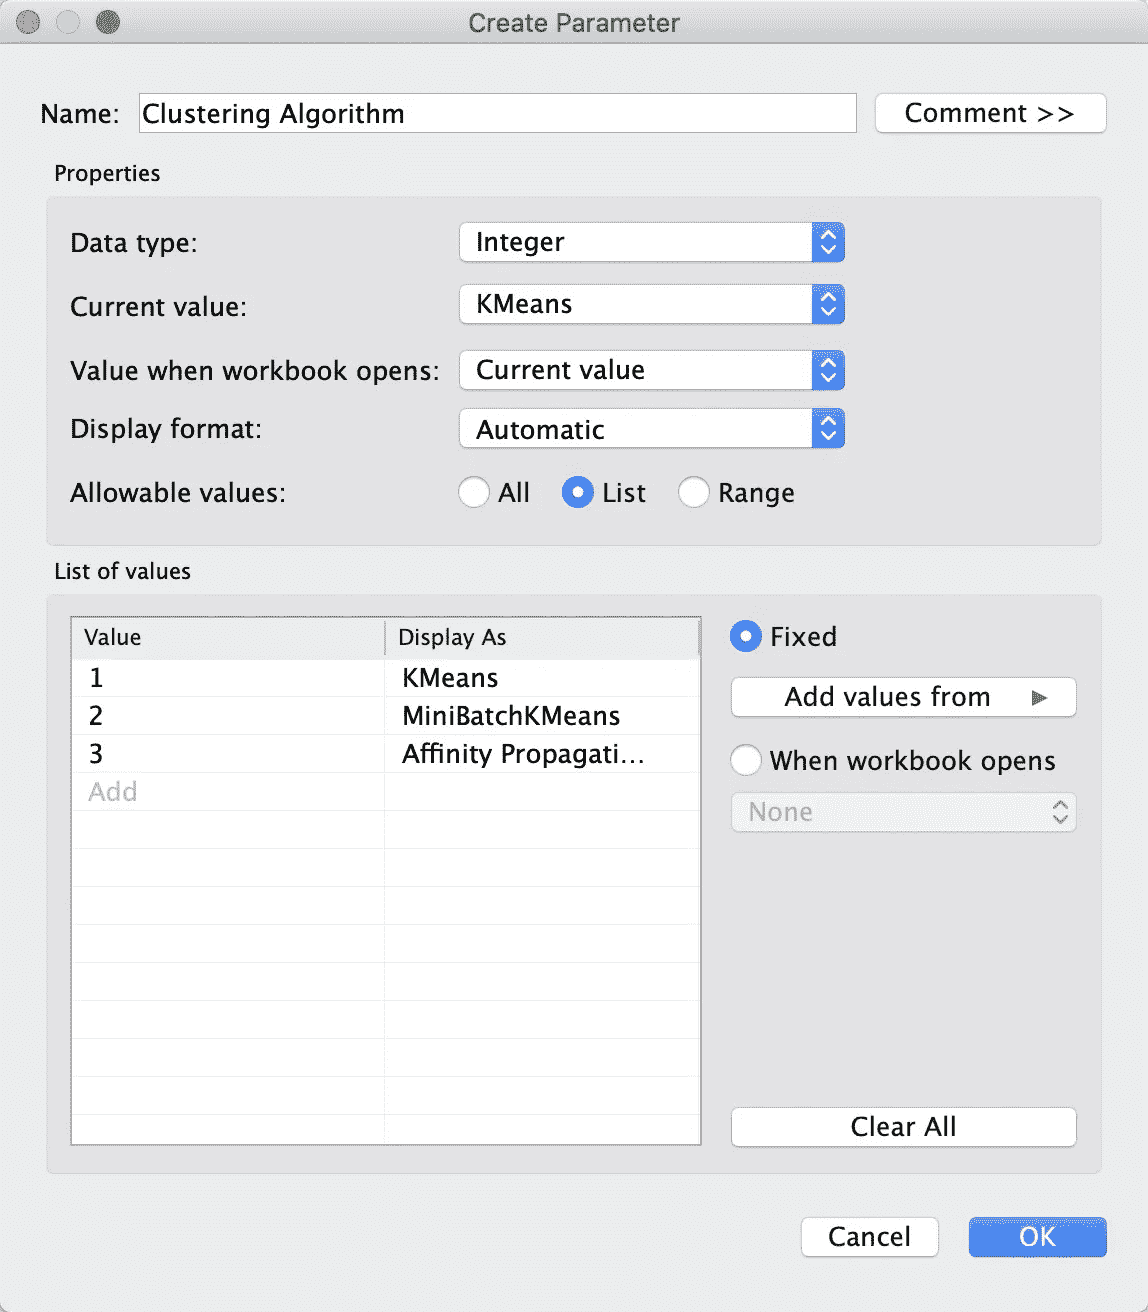 Create Parameter
Name: Clustering Algorithm Comment >>
Properties
Data type: Integer
Current value: KMeans
Value when workbook opens: Current value
Display format: Automatic
Allowable values: All List Range
List of values
Value Display As
1 KMeans
2 MiniBatchKMeans
3 Affinity Propagati...
Add
Fixed
Add values from
When workbook opens
None
Clear All
Cancel OK